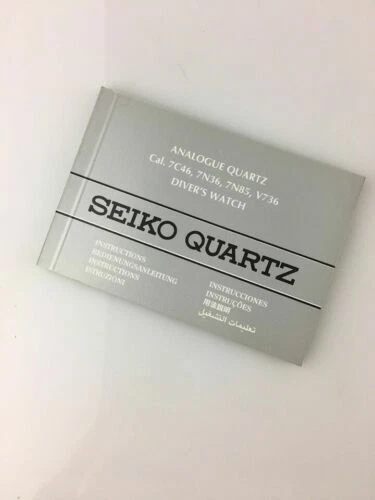 ANALOGUE QUARTZ
Cal. 7C46, 7N36, 7N85, V736
DIVER'S WATCH
SEIKO QUARTZ
INSTRUCTIONS
BEDIENUNGSANLEITUNG
INSTRUCTIONS
ISTRUZIONI
INSTRUCCIONES
INSTRUÇÕES
用法説明
تعليمات التشغيل